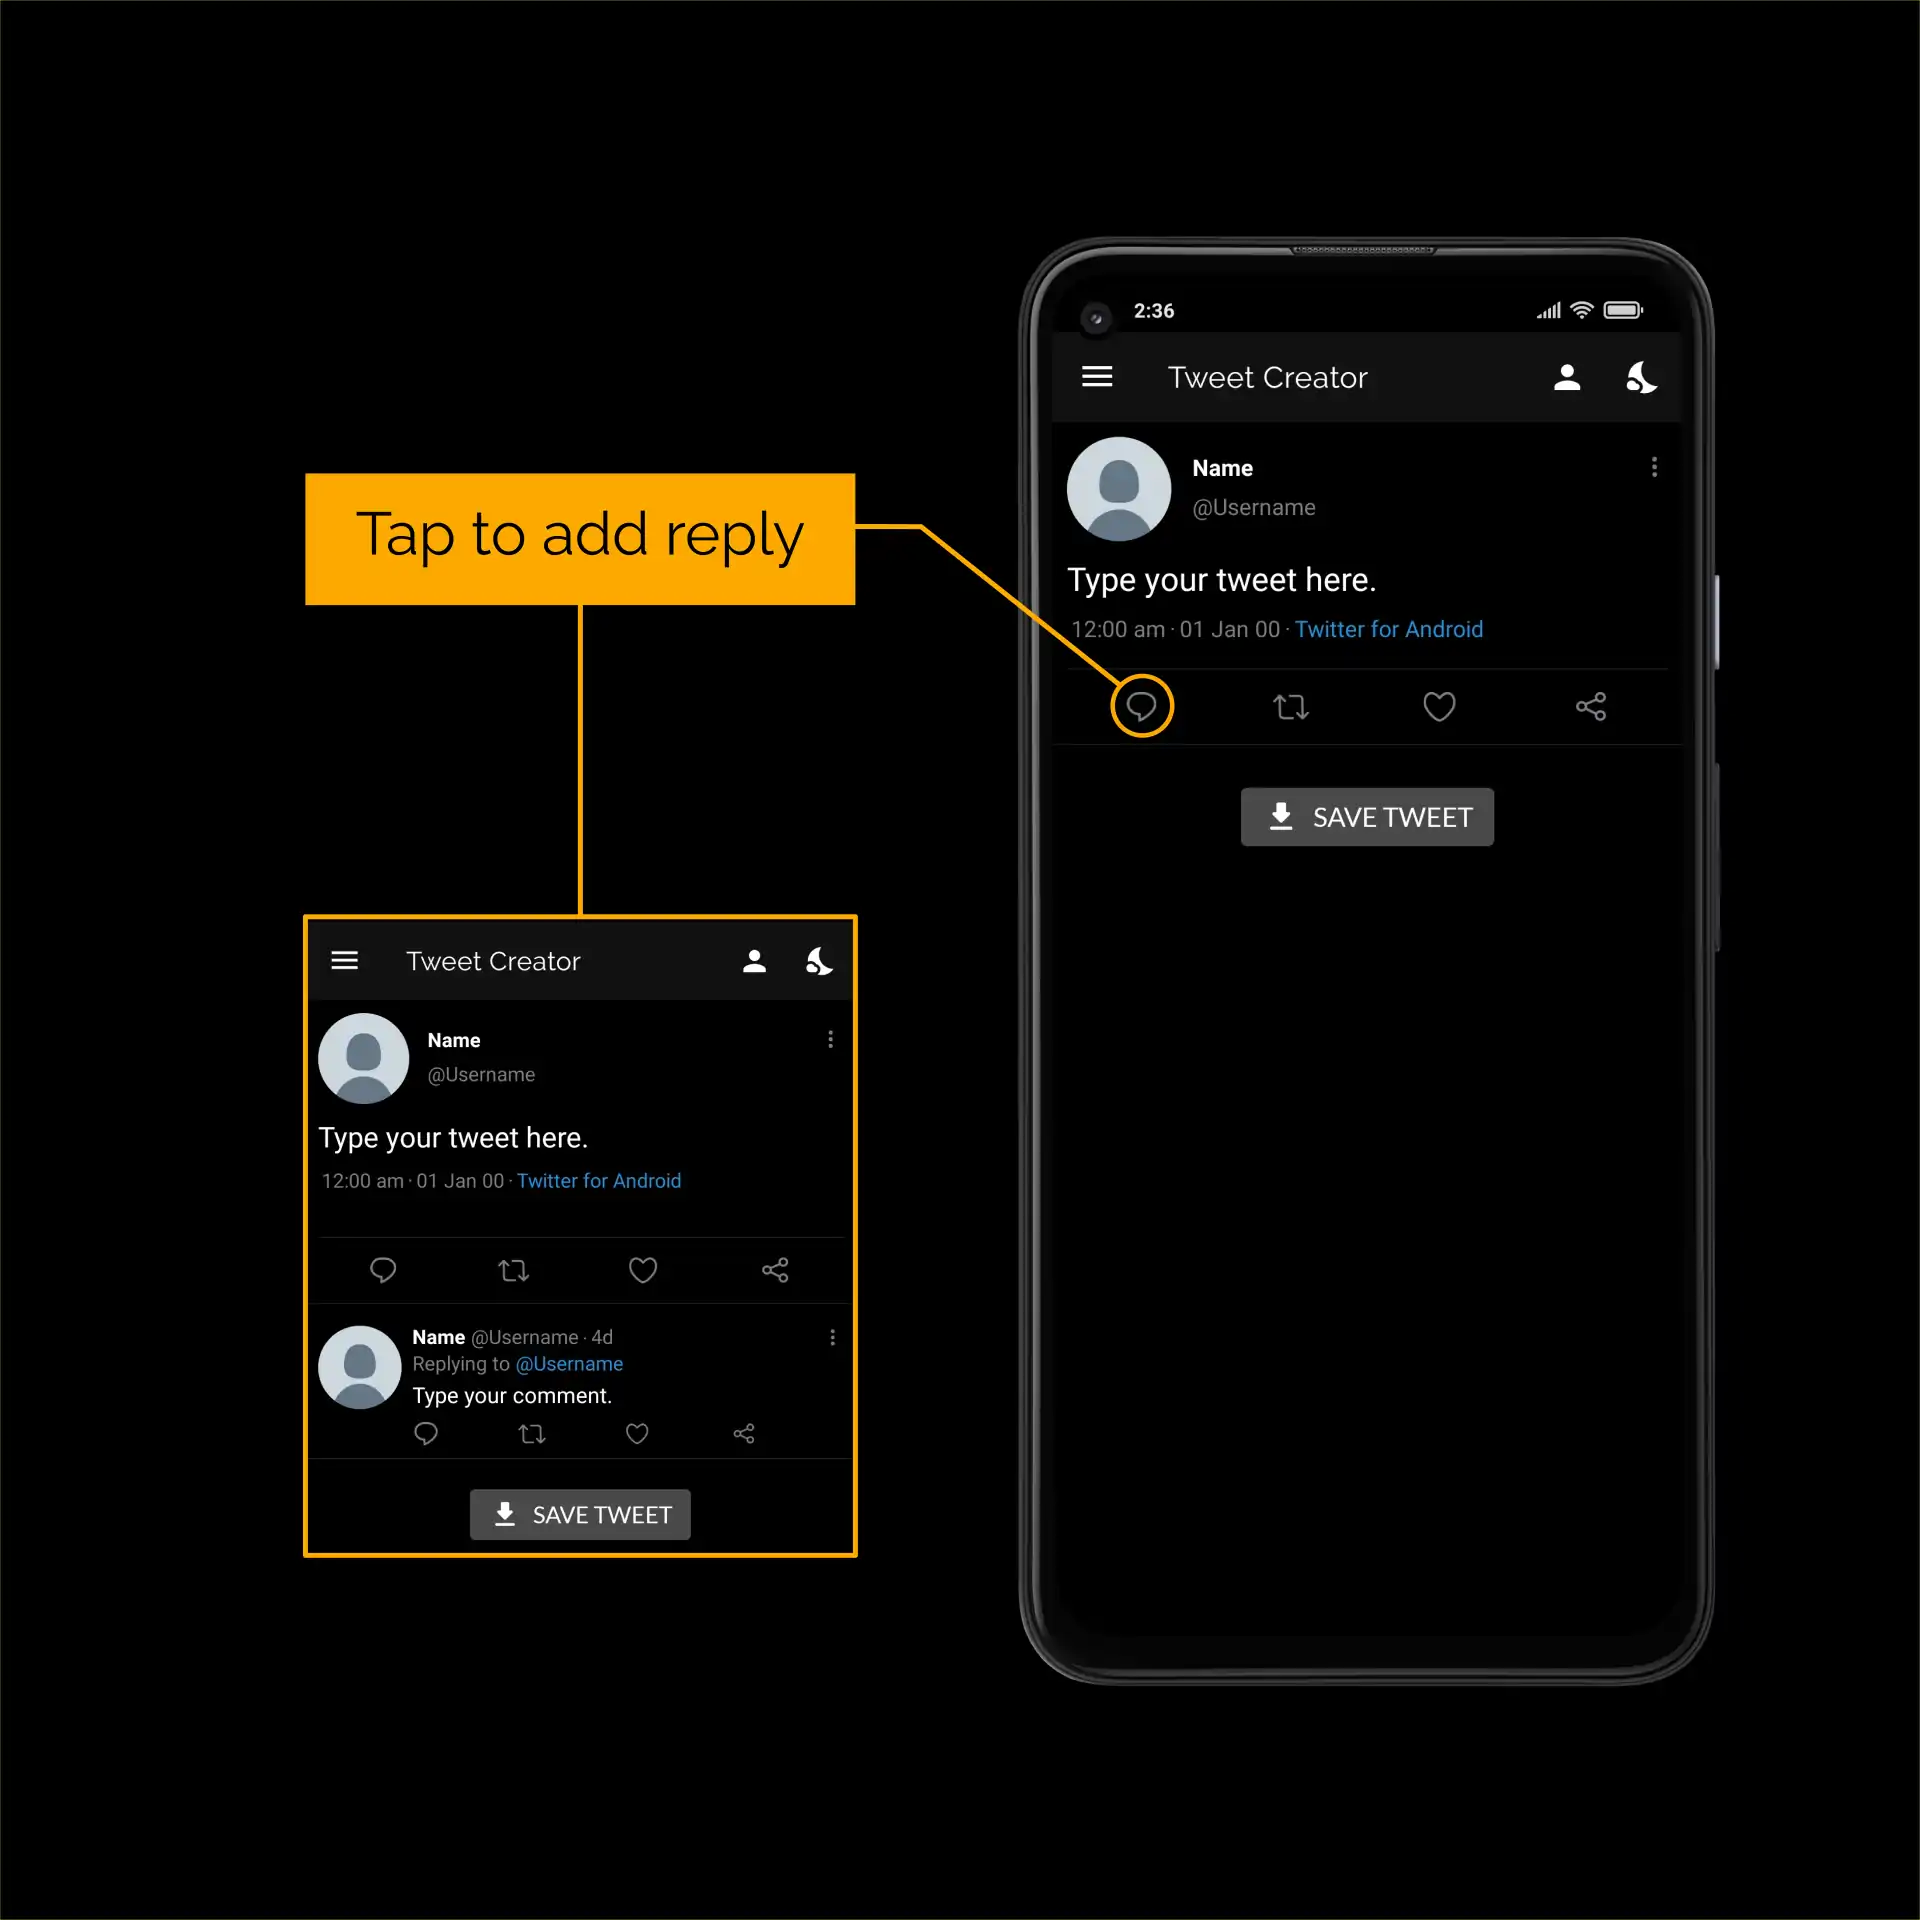 Tap to add reply
2:36
Tweet Creator
Name
@Username
Type your tweet here.
12:00 am · 01 Jan 00 · Twitter for Android
SAVE TWEET
Tweet Creator
Name
@Username
Type your tweet here.
12:00 am · 01 Jan 00 · Twitter for Android
Name @Username · 4d
Replying to @Username
Type your comment.
SAVE TWEET